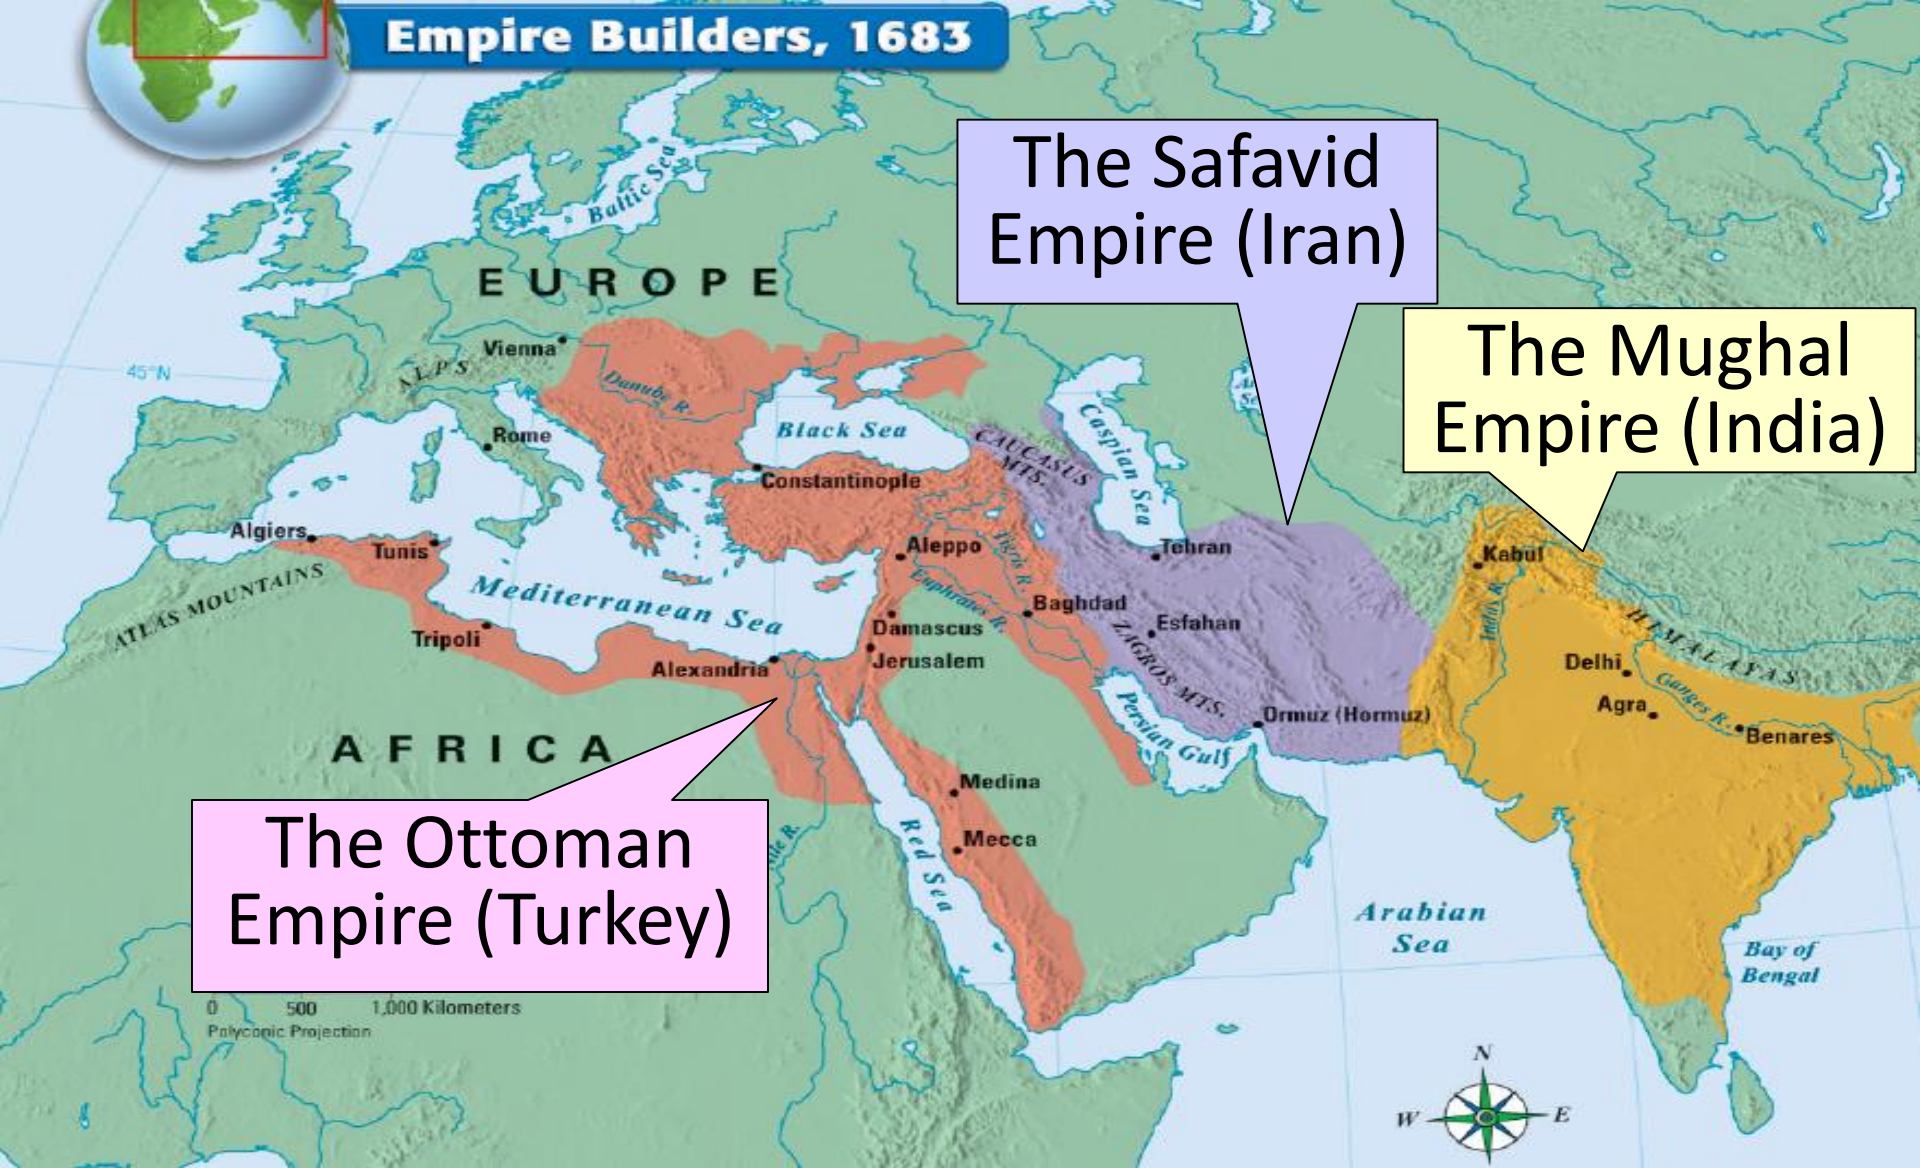 Empire Builders, 1683
The Safavid
Empire (Iran)
The Mughal
Empire (India)
The Ottoman
Empire (Turkey)
EUROPE
AFRICA
Baltic Sea
45°N
Vienna
ALPS
Danube R.
Rome
Black Sea
Constantinople
CAUCASUS
MTS.
Caspian Sea
Algiers
Tunis
ATLAS MOUNTAINS
Mediterranean Sea
Tripoli
Alexandria
Aleppo
Tigris R.
Euphrates R.
Baghdad
Damascus
Jerusalem
Tehran
Esfahan
ZAGROS MTS.
Ormuz (Hormuz)
Persian Gulf
Kabul
Indus R.
HIMALAYAS
Delhi
Agra
Ganges R.
Benares
Medina
Mecca
Red Sea
Arabian
Sea
Bay of
Bengal
0 500 1,000 Kilometers
Polyconic Projection
N
W E